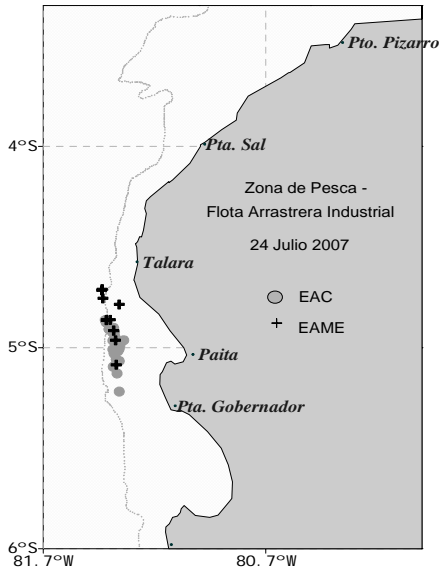 Pto. Pizarro
4°S
Pta. Sal
Zona de Pesca -
Flota Arrastrera Industrial
24 Julio 2007
Talara
EAC
EAME
5°S
Paita
Pta. Gobernador
6°S
81.7°W
80.7°W